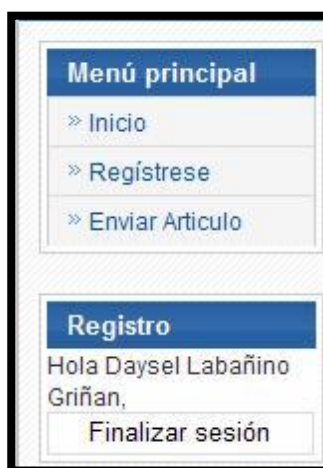 Menú principal
» Inicio
» Regístrese
» Enviar Articulo
Registro
Hola Daysel Labañino
Griñan,
Finalizar sesión